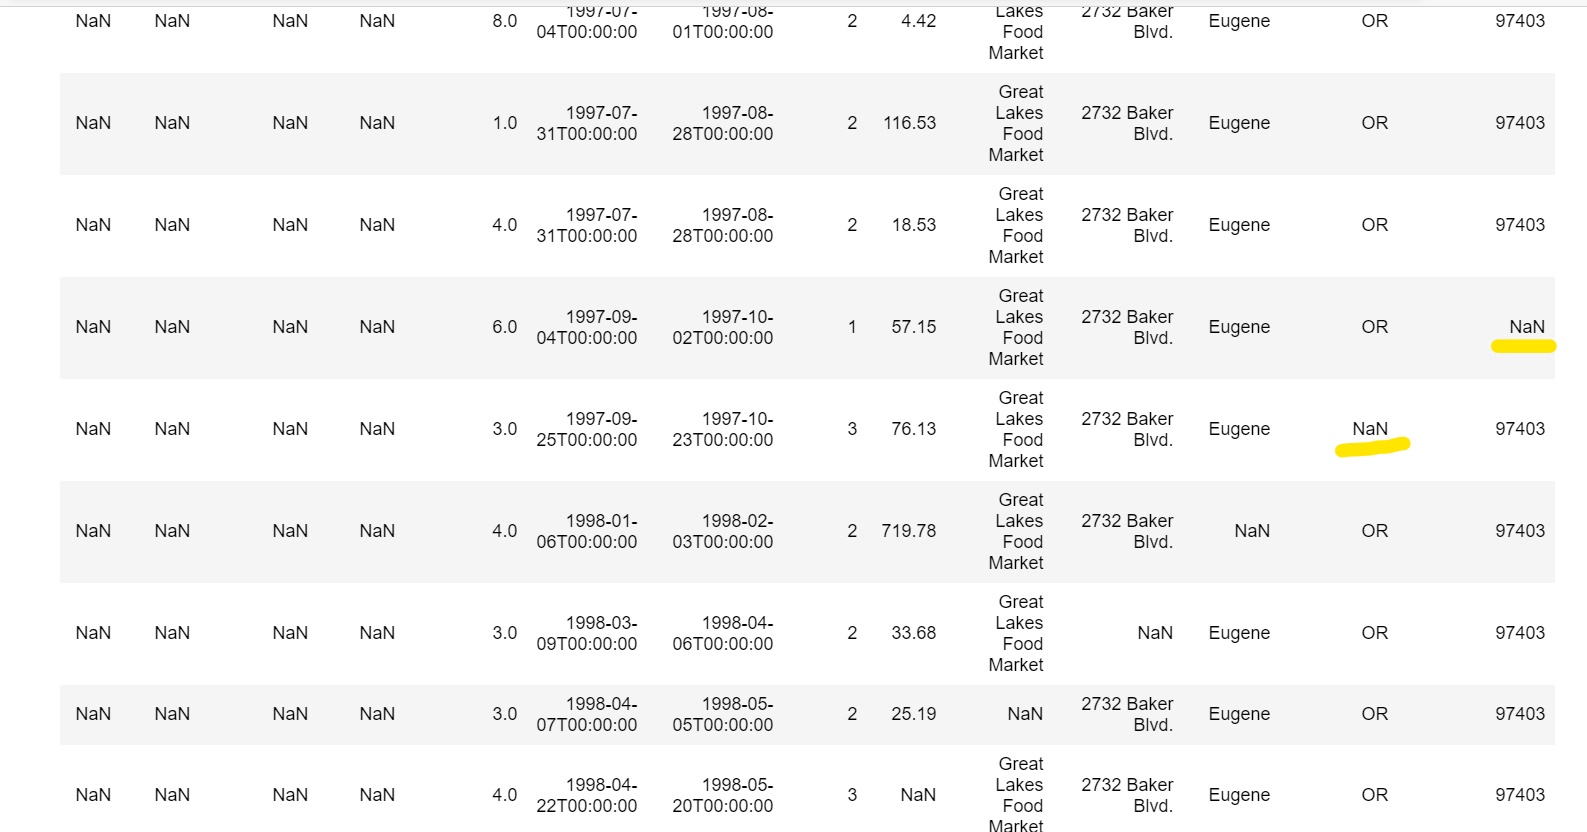 NaN NaN NaN NaN 8.0 1997-07-04T00:00:00 1997-08-01T00:00:00 2 4.42 Lakes Food Market 2732 Baker Blvd. Eugene OR 97403
NaN NaN NaN NaN 1.0 1997-07-31T00:00:00 1997-08-28T00:00:00 2 116.53 Great Lakes Food Market 2732 Baker Blvd. Eugene OR 97403
NaN NaN NaN NaN 4.0 1997-07-31T00:00:00 1997-08-28T00:00:00 2 18.53 Great Lakes Food Market 2732 Baker Blvd. Eugene OR 97403
NaN NaN NaN NaN 6.0 1997-09-04T00:00:00 1997-10-02T00:00:00 1 57.15 Great Lakes Food Market 2732 Baker Blvd. Eugene OR NaN
NaN NaN NaN NaN 3.0 1997-09-25T00:00:00 1997-10-23T00:00:00 3 76.13 Great Lakes Food Market 2732 Baker Blvd. Eugene NaN 97403
NaN NaN NaN NaN 4.0 1998-01-06T00:00:00 1998-02-03T00:00:00 2 719.78 Great Lakes Food Market 2732 Baker Blvd. NaN OR 97403
NaN NaN NaN NaN 3.0 1998-03-09T00:00:00 1998-04-06T00:00:00 2 33.68 Great Lakes Food Market NaN Eugene OR 97403
NaN NaN NaN NaN 3.0 1998-04-07T00:00:00 1998-05-05T00:00:00 2 25.19 NaN 2732 Baker Blvd. Eugene OR 97403
NaN NaN NaN NaN 4.0 1998-04-22T00:00:00 1998-05-20T00:00:00 3 NaN Great Lakes Food Market 2732 Baker Blvd. Eugene OR 97403